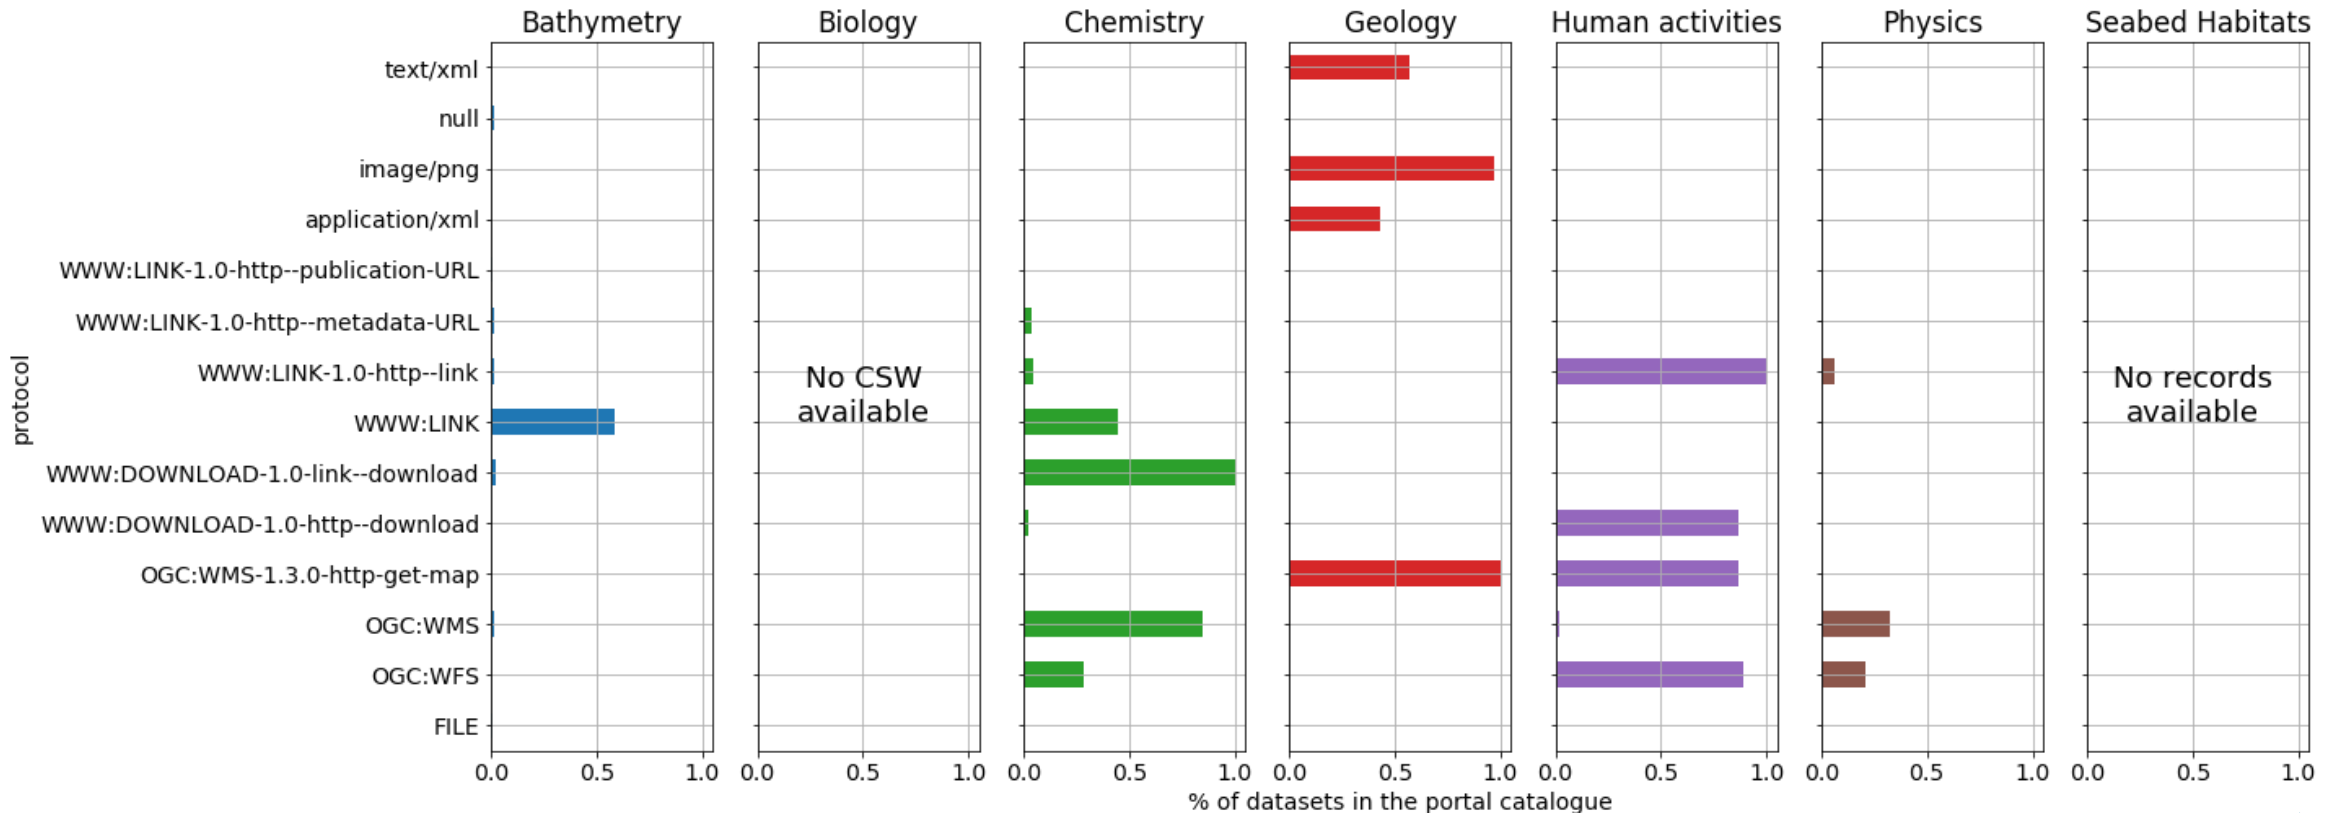 Bathymetry Biology Chemistry Geology Human activities Physics Seabed Habitats
text/xml
null
image/png
application/xml
WWW:LINK-1.0-http--publication-URL
WWW:LINK-1.0-http--metadata-URL
WWW:LINK-1.0-http--link
WWW:LINK
WWW:DOWNLOAD-1.0-link--download
WWW:DOWNLOAD-1.0-http--download
OGC:WMS-1.3.0-http-get-map
OGC:WMS
OGC:WFS
FILE
protocol
No CSW
available
No records
available
0.0 0.5 1.0 0.0 0.5 1.0 0.0 0.5 1.0 0.0 0.5 1.0 0.0 0.5 1.0 0.0 0.5 1.0 0.0 0.5 1.0
% of datasets in the portal catalogue